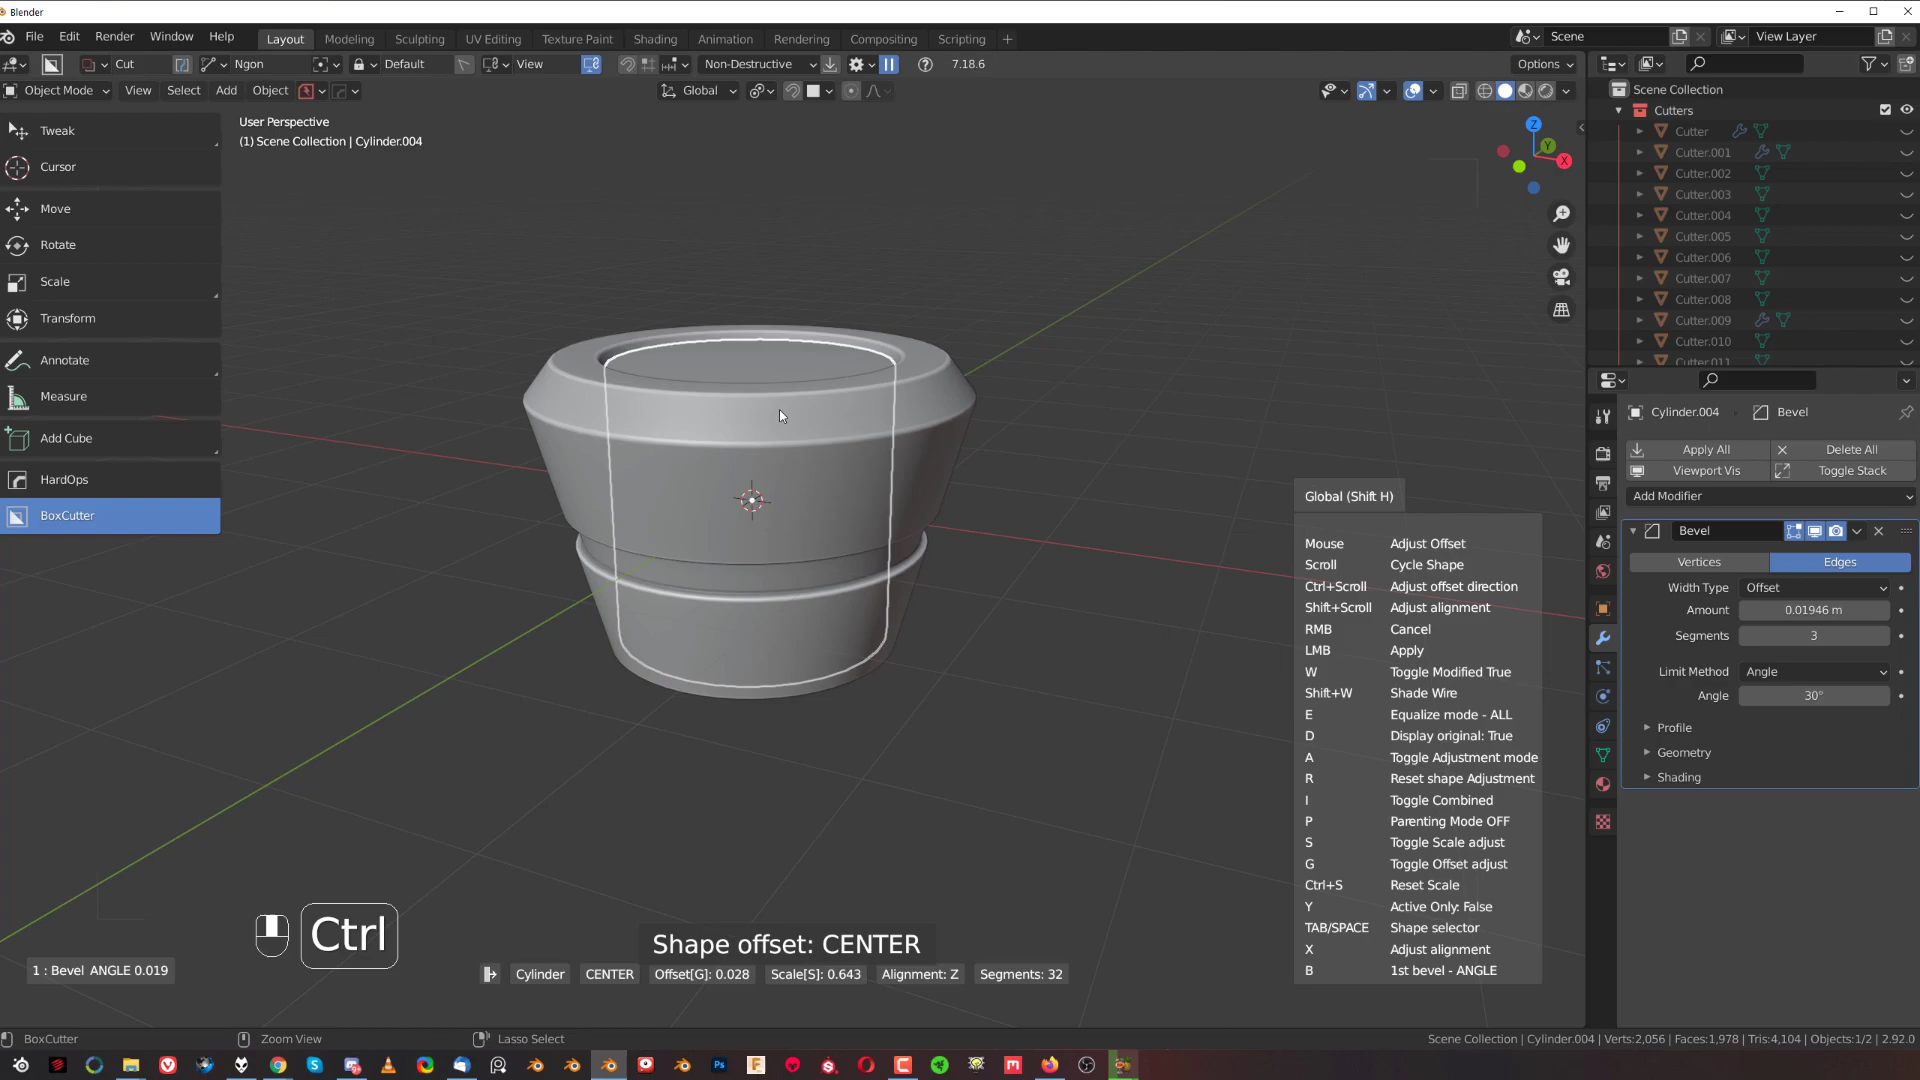 Blender
File Edit Render Window Help Layout Modeling Sculpting UV Editing Texture Paint Shading Animation Rendering Compositing Scripting + Scene View Layer
Cut Ngon Default View Non-Destructive 7.18.6 Options
Object Mode View Select Add Object Global
Scene Collection
Cutters
Cutter
Cutter.001
Cutter.002
Cutter.003
Cutter.004
Cutter.005
Cutter.006
Cutter.007
Cutter.008
Cutter.009
Cutter.010
Cutter.011
Tweak
Cursor
Move
Rotate
Scale
Transform
Annotate
Measure
Add Cube
HardOps
BoxCutter
User Perspective
(1) Scene Collection | Cylinder.004
Z
Y
X
Cylinder.004 Bevel
Apply All Delete All
Viewport Vis Toggle Stack
Add Modifier
Bevel
Vertices Edges
Width Type Offset
Amount 0.01946 m
Segments 3
Limit Method Angle
Angle 30°
Profile
Geometry
Shading
Global (Shift H)
Mouse Adjust Offset
Scroll Cycle Shape
Ctrl+Scroll Adjust offset direction
Shift+Scroll Adjust alignment
RMB Cancel
LMB Apply
W Toggle Modified True
Shift+W Shade Wire
E Equalize mode - ALL
D Display original: True
A Toggle Adjustment mode
R Reset shape Adjustment
I Toggle Combined
P Parenting Mode OFF
S Toggle Scale adjust
G Toggle Offset adjust
Ctrl+S Reset Scale
Y Active Only: False
TAB/SPACE Shape selector
X Adjust alignment
B 1st bevel - ANGLE
Ctrl
Shape offset: CENTER
1 : Bevel ANGLE 0.019
Cylinder CENTER Offset[G]: 0.028 Scale[S]: 0.643 Alignment: Z Segments: 32
BoxCutter Zoom View Lasso Select Scene Collection | Cylinder.004 | Verts:2,056 | Faces:1,978 | Tris:4,104 | Objects:1/2 | 2.92.0